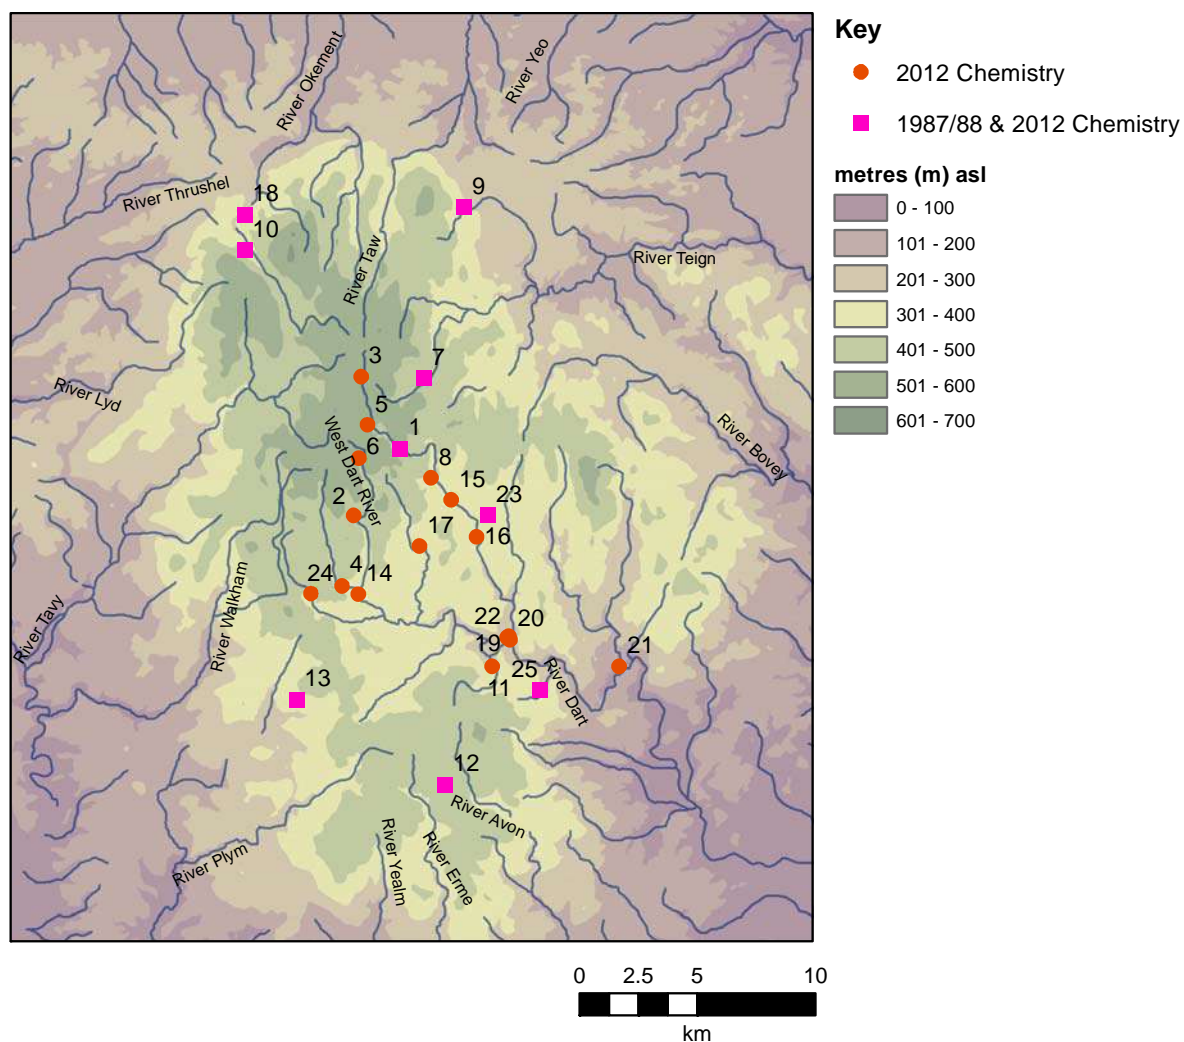 Key
2012 Chemistry
1987/88 & 2012 Chemistry
metres (m) asl
0 - 100
101 - 200
201 - 300
301 - 400
401 - 500
501 - 600
601 - 700
River Okement
River Yeo
River Thrushel
18
9
10
River Taw
River Teign
3
7
River Lyd
5
West Dart River
1
6
River Bovey
8
15
2
23
17
16
River Walkham
24
4
14
River Tavy
22
20
19
21
25
River Dart
13
11
12
River Avon
River Plym
River Yealm
River Erme
0
2.5
5
10
km